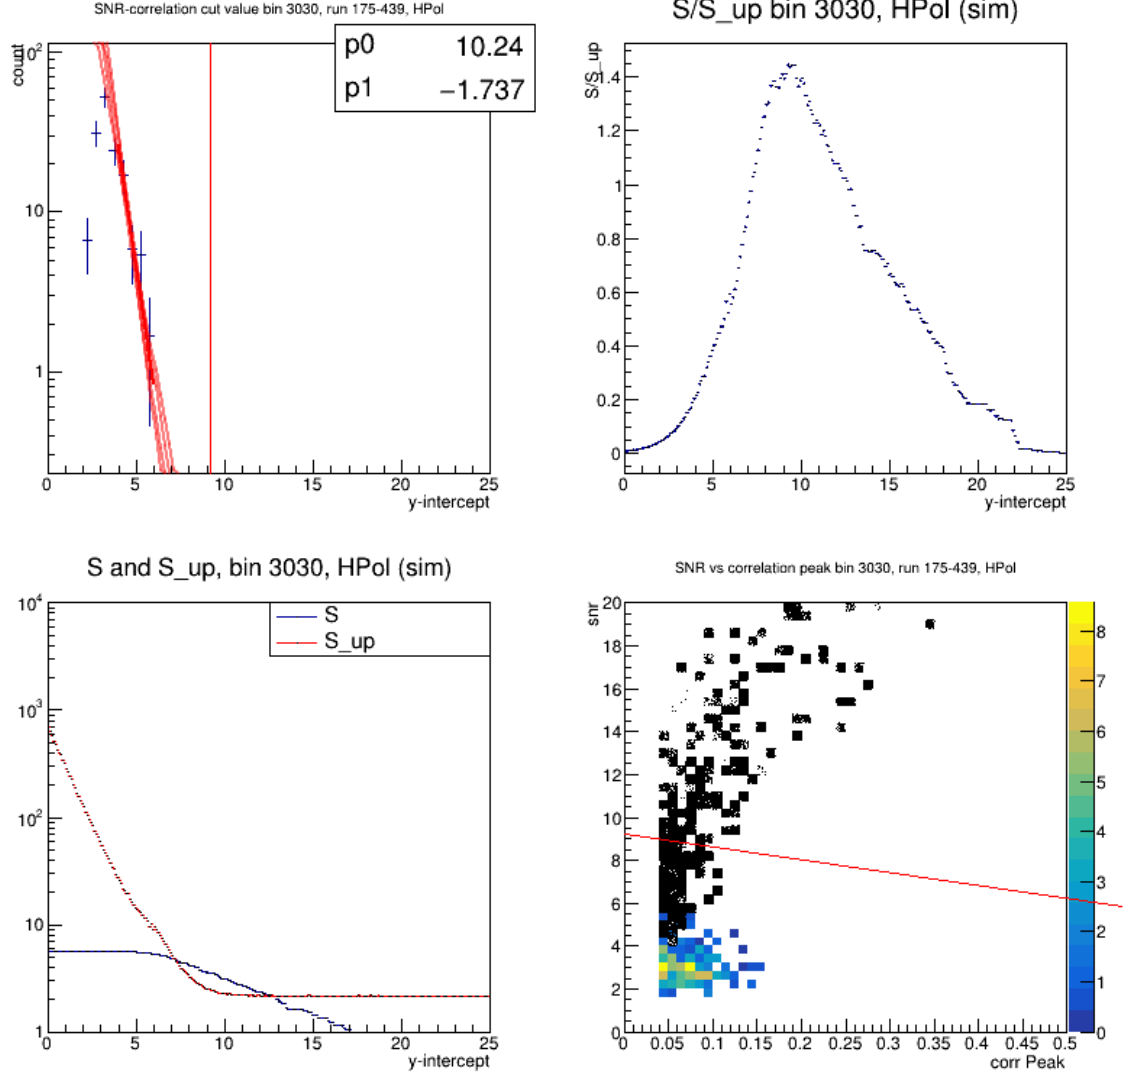 SNR-correlation cut value bin 3030, run 175-439, HPol
count
p0 10.24
p1 −1.737
10²
10
1
0 5 10 15 20 25
y-intercept
S/S_up bin 3030, HPol (sim)
S/S_up
1.4
1.2
1
0.8
0.6
0.4
0.2
0
0 5 10 15 20 25
y-intercept
S and S_up, bin 3030, HPol (sim)
S
S_up
10⁴
10³
10²
10
1
0 5 10 15 20 25
y-intercept
SNR vs correlation peak bin 3030, run 175-439, HPol
snr
20
18
16
14
12
10
8
6
4
2
0
0 0.05 0.1 0.15 0.2 0.25 0.3 0.35 0.4 0.45 0.5
corr Peak
8
7
6
5
4
3
2
1
0